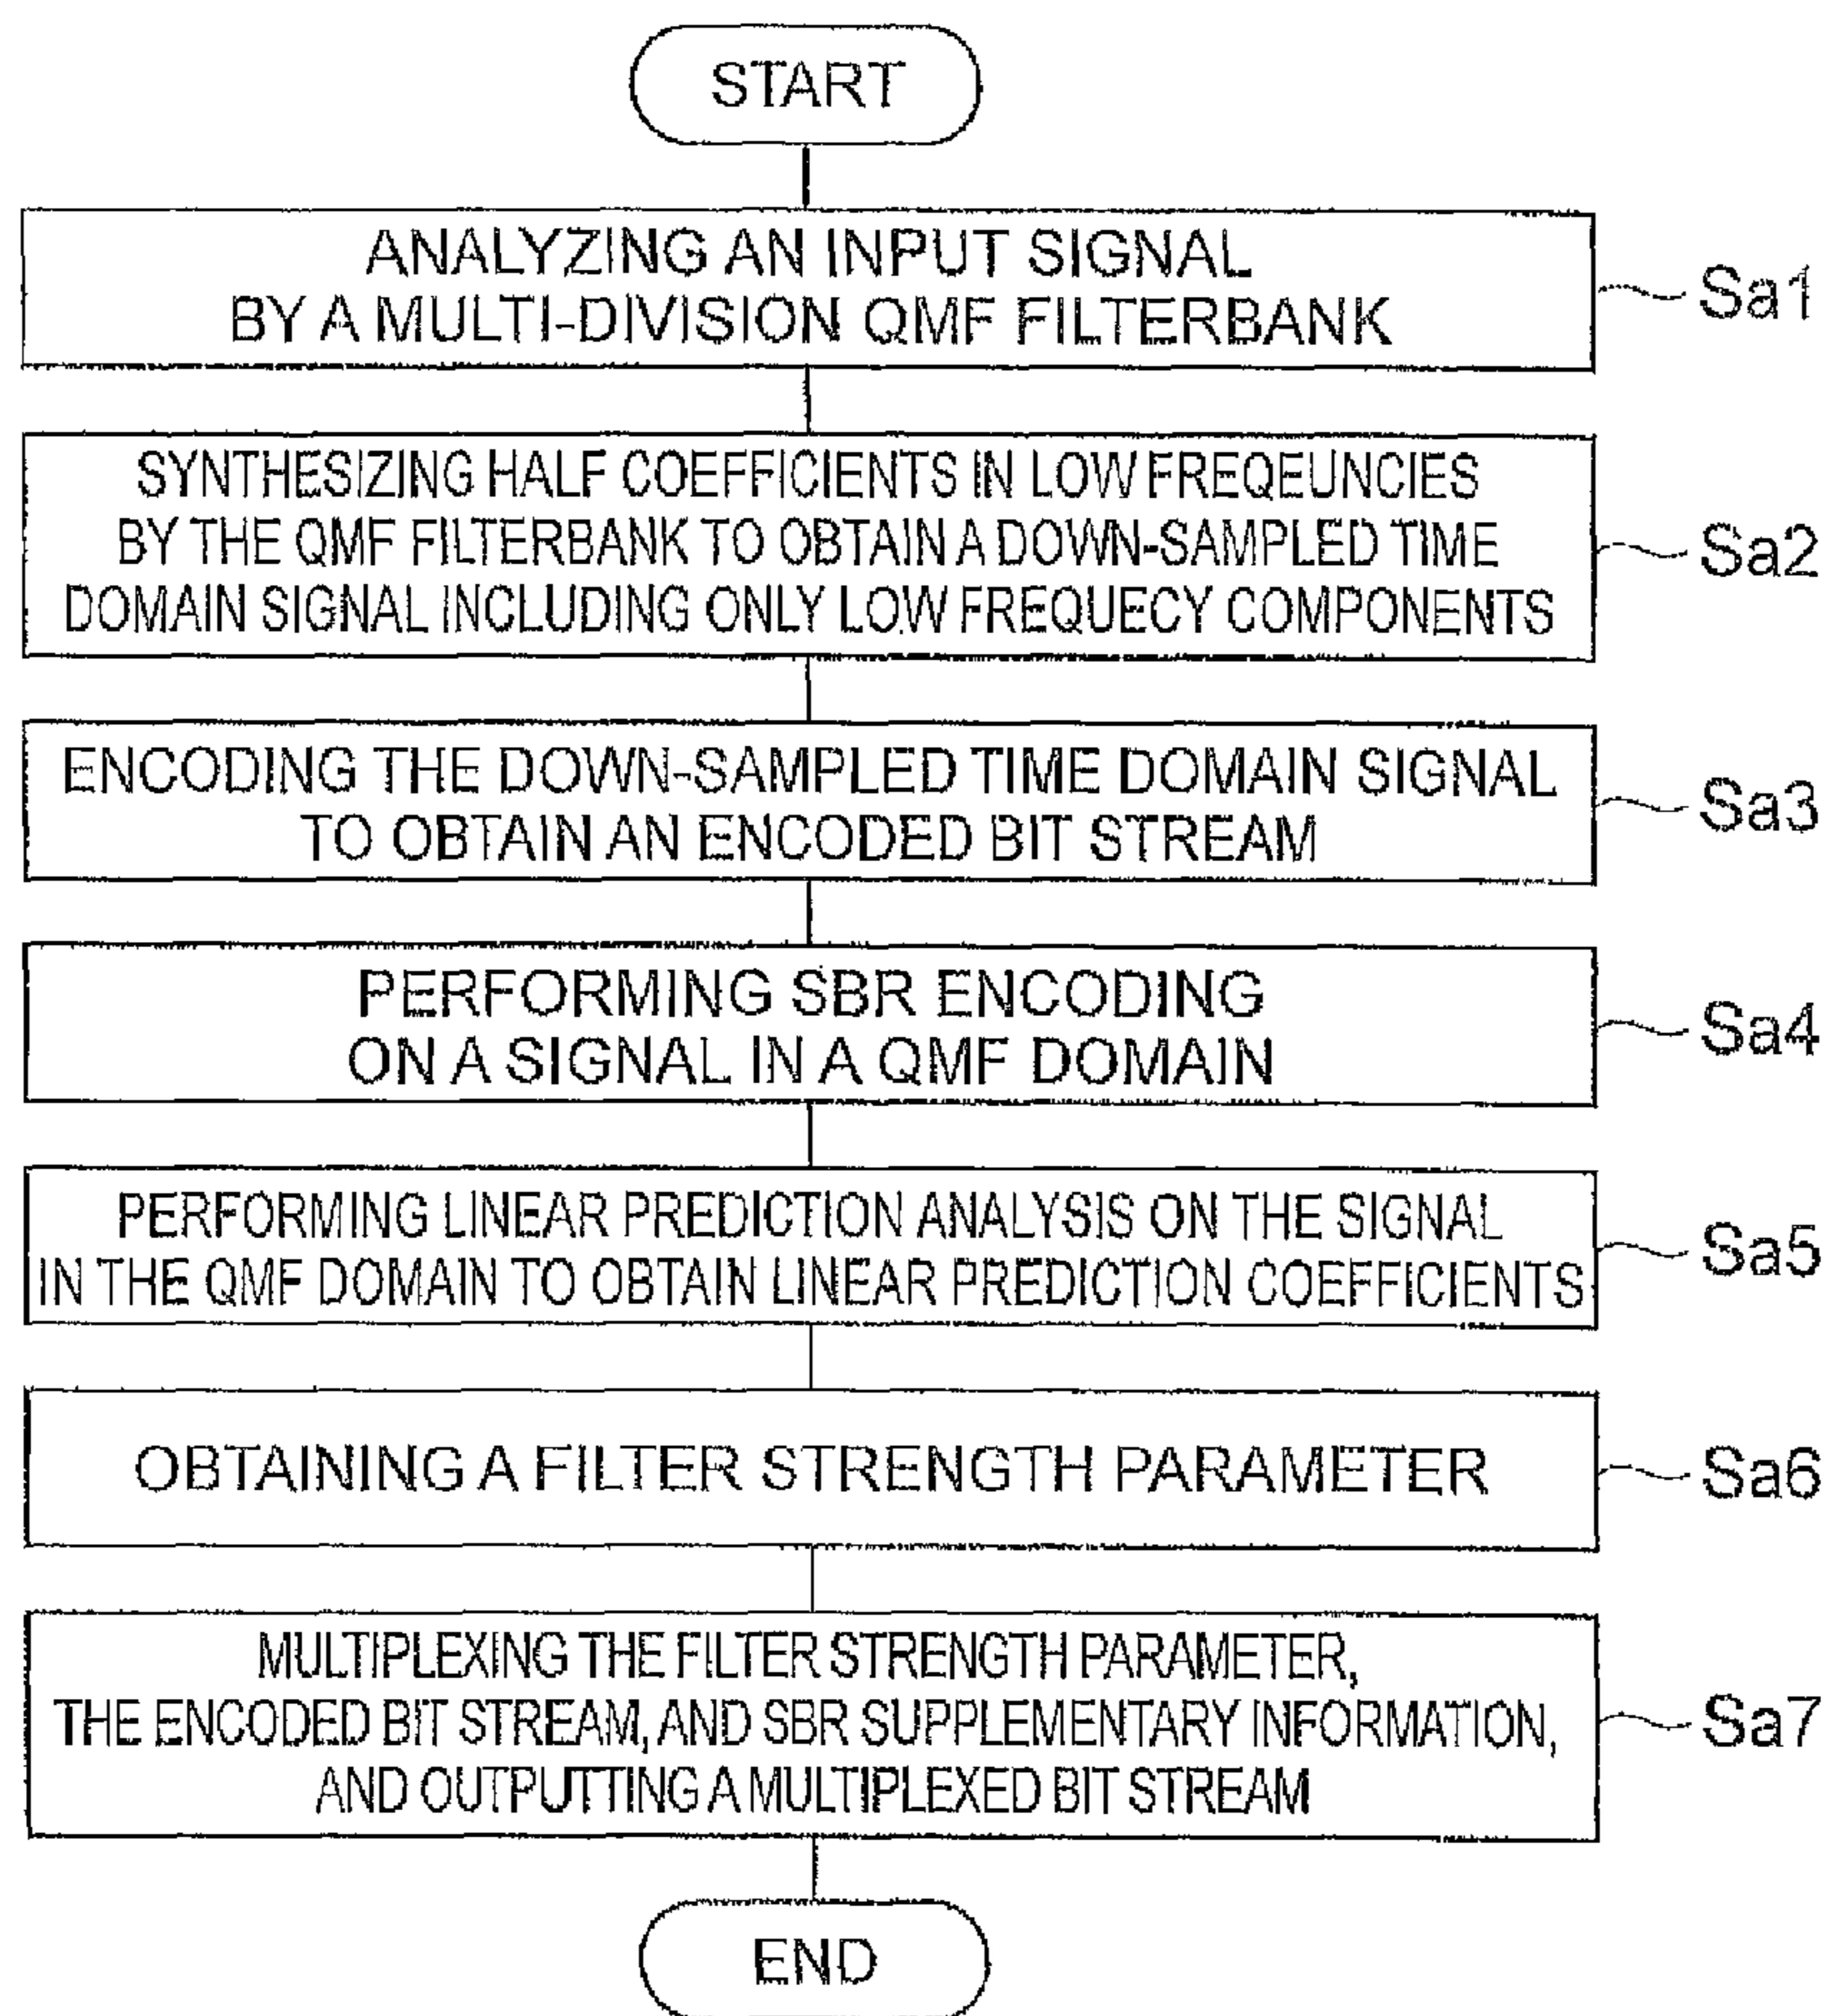 START
ANALYZING AN INPUT SIGNAL
BY A MULTI-DIVISION QMF FILTERBANK
Sa1
SYNTHESIZING HALF COEFFICIENTS IN LOW FREQEUNCIES
BY THE QMF FILTERBANK TO OBTAIN A DOWN-SAMPLED TIME
DOMAIN SIGNAL INCLUDING ONLY LOW FREQUECY COMPONENTS
Sa2
ENCODING THE DOWN-SAMPLED TIME DOMAIN SIGNAL
TO OBTAIN AN ENCODED BIT STREAM
Sa3
PERFORMING SBR ENCODING
ON A SIGNAL IN A QMF DOMAIN
Sa4
PERFORMING LINEAR PREDICTION ANALYSIS ON THE SIGNAL
IN THE QMF DOMAIN TO OBTAIN LINEAR PREDICTION COEFFICIENTS
Sa5
OBTAINING A FILTER STRENGTH PARAMETER
Sa6
MULTIPLEXING THE FILTER STRENGTH PARAMETER,
THE ENCODED BIT STREAM, AND SBR SUPPLEMENTARY INFORMATION,
AND OUTPUTTING A MULTIPLEXED BIT STREAM
Sa7
END